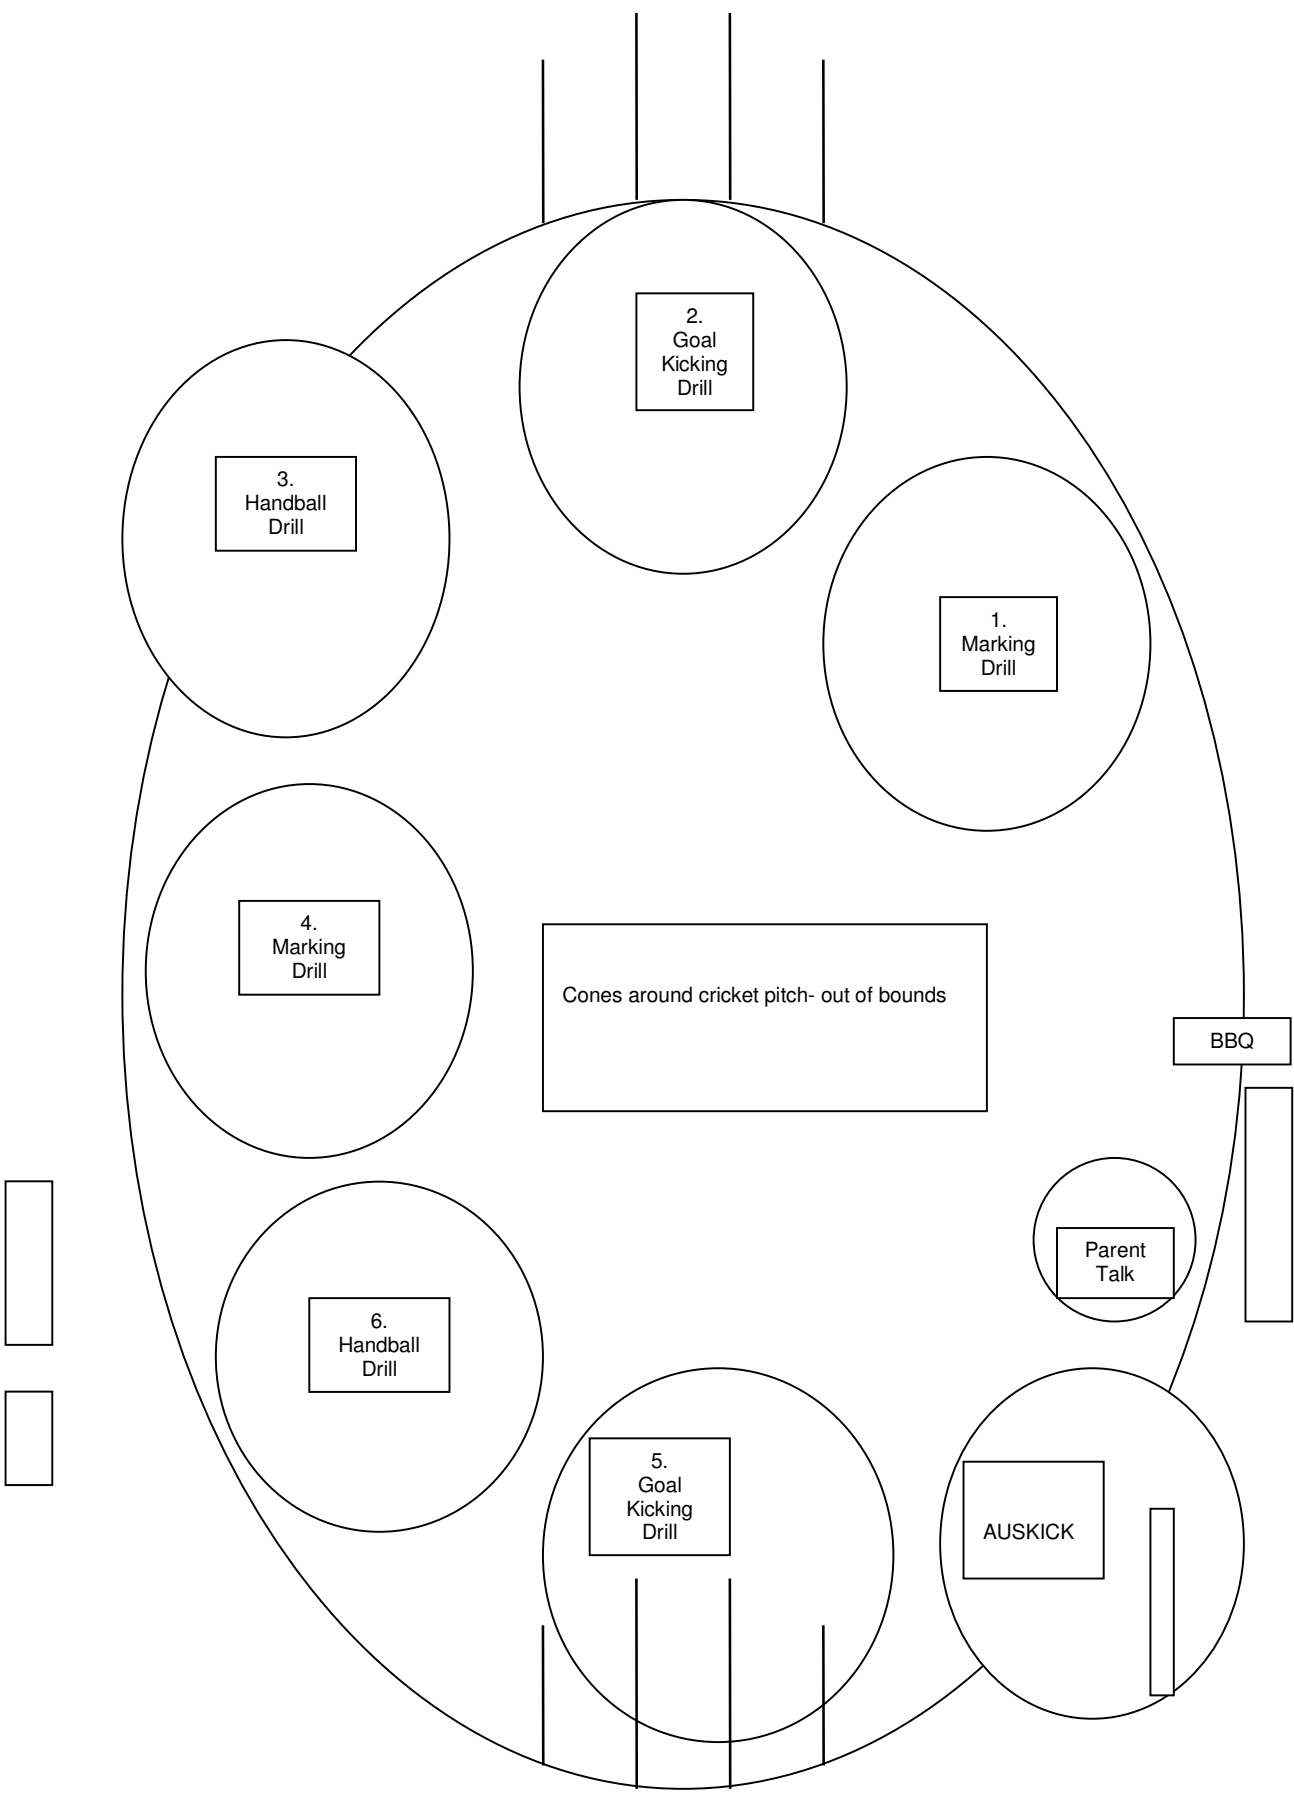 2.
Goal
Kicking
Drill
3.
Handball
Drill
1.
Marking
Drill
4.
Marking
Drill
Cones around cricket pitch- out of bounds
BBQ
Parent
Talk
6.
Handball
Drill
5.
Goal
Kicking
Drill
AUSKICK